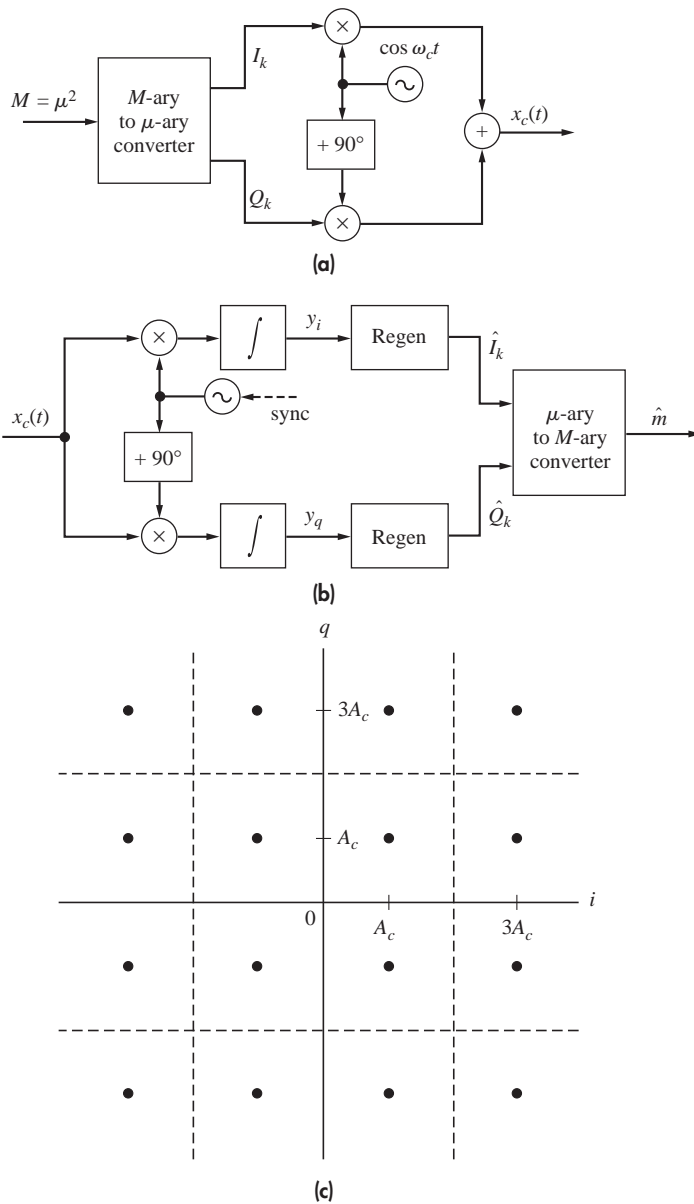 I_k
cos ω_c t
M = μ²
M-ary
to μ-ary
converter
x_c(t)
+ 90°
Q_k
×
×
+
(a)
∫
y_i
Regen
Î_k
×
x_c(t)
sync
+ 90°
μ-ary
to M-ary
converter
m̂
×
∫
y_q
Regen
Q̂_k
(b)
q
3A_c
A_c
0
A_c
3A_c
i
(c)